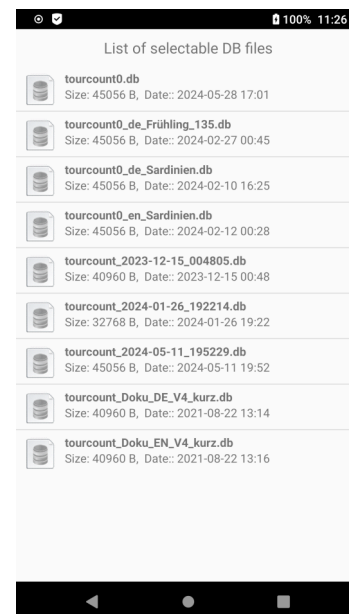 100% 11:26
List of selectable DB files
tourcount0.db
Size: 45056 B, Date:: 2024-05-28 17:01
tourcount0_de_Frühling_135.db
Size: 45056 B, Date:: 2024-02-27 00:45
tourcount0_de_Sardinien.db
Size: 45056 B, Date:: 2024-02-10 16:25
tourcount0_en_Sardinien.db
Size: 45056 B, Date:: 2024-02-12 00:28
tourcount_2023-12-15_004805.db
Size: 40960 B, Date:: 2023-12-15 00:48
tourcount_2024-01-26_192214.db
Size: 32768 B, Date:: 2024-01-26 19:22
tourcount_2024-05-11_195229.db
Size: 45056 B, Date:: 2024-05-11 19:52
tourcount_Doku_DE_V4_kurz.db
Size: 40960 B, Date:: 2021-08-22 13:14
tourcount_Doku_EN_V4_kurz.db
Size: 40960 B, Date:: 2021-08-22 13:16